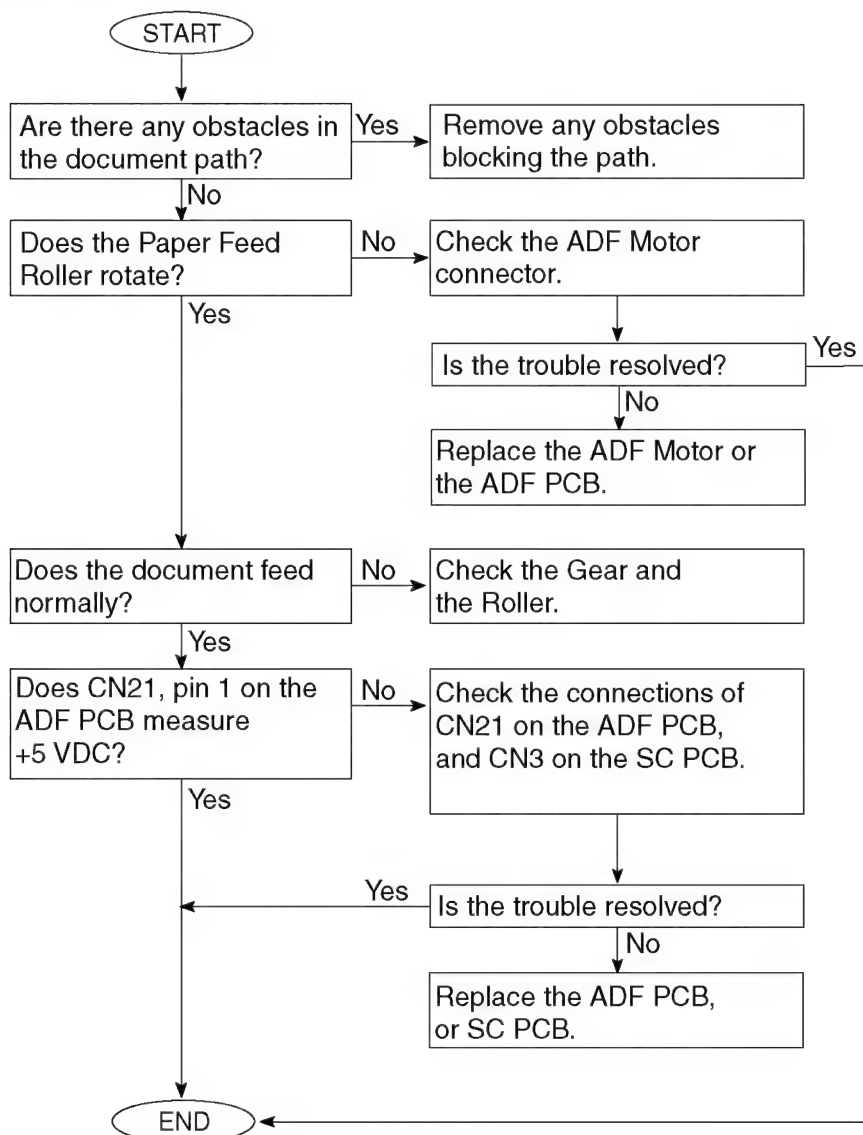 START
Are there any obstacles in
the document path?
Yes
Remove any obstacles
blocking the path.
No
Does the Paper Feed
Roller rotate?
No
Check the ADF Motor
connector.
Yes
Is the trouble resolved?
Yes
No
Replace the ADF Motor or
the ADF PCB.
Does the document feed
normally?
No
Check the Gear and
the Roller.
Yes
Does CN21, pin 1 on the
ADF PCB measure
+5 VDC?
No
Check the connections of
CN21 on the ADF PCB,
and CN3 on the SC PCB.
Yes
Is the trouble resolved?
Yes
No
Replace the ADF PCB,
or SC PCB.
END